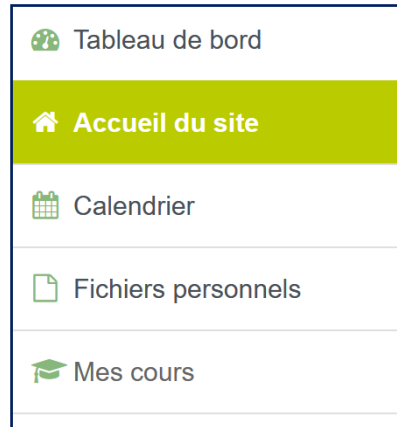 Tableau de bord
Accueil du site
Calendrier
Fichiers personnels
Mes cours